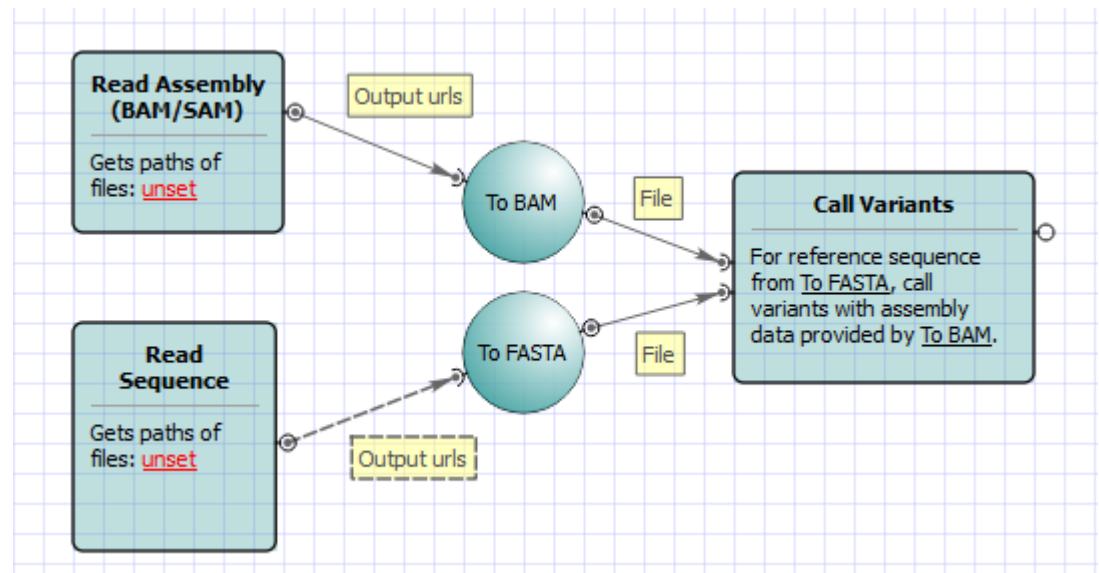 Read Assembly
(BAM/SAM)
Gets paths of
files: unset
Output urls
To BAM
File
Call Variants
For reference sequence
from To FASTA, call
variants with assembly
data provided by To BAM.
Read
Sequence
Gets paths of
files: unset
Output urls
To FASTA
File